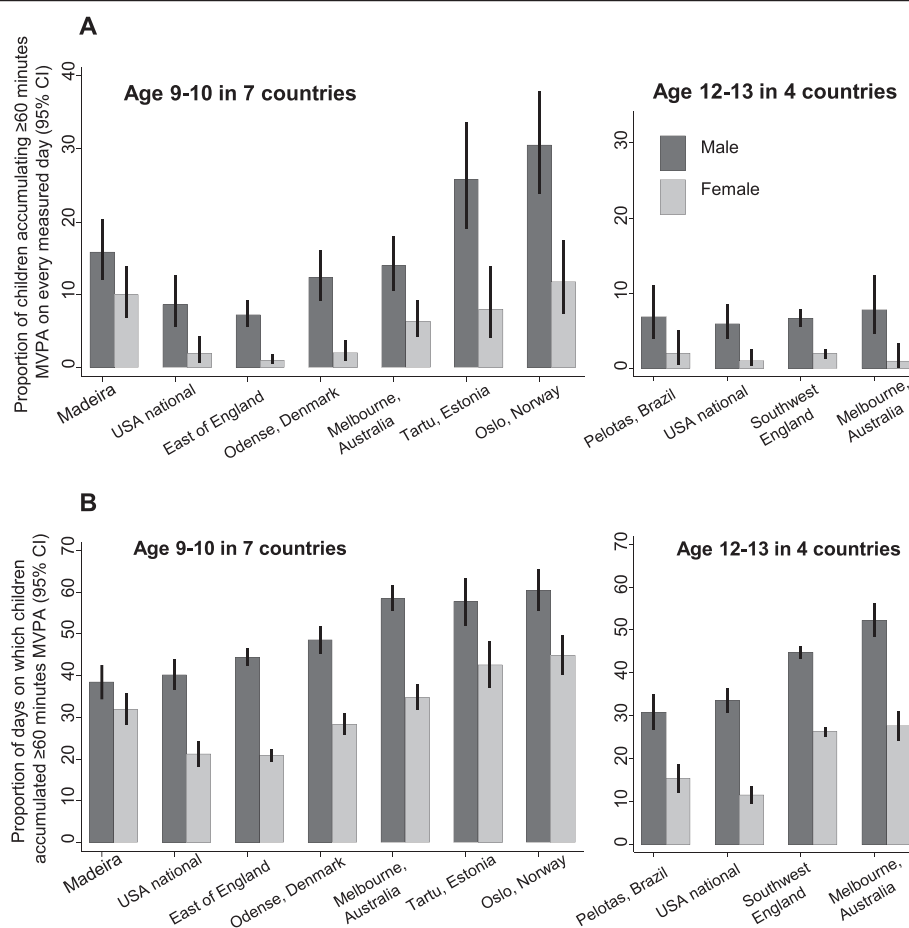 A
Proportion of children accumulating ≥60 minutes
MVPA on every measured day (95% CI)
Age 9-10 in 7 countries
40
30
20
10
0
Madeira
USA national
East of England
Odense, Denmark
Melbourne,
Australia
Tartu, Estonia
Oslo, Norway
Age 12-13 in 4 countries
Male
Female
30
20
10
0
Pelotas, Brazil
USA national
Southwest
England
Melbourne,
Australia
B
Proportion of days on which children
accumulated ≥60 minutes MVPA (95% CI)
Age 9-10 in 7 countries
70
60
50
40
30
20
10
0
Madeira
USA national
East of England
Odense, Denmark
Melbourne,
Australia
Tartu, Estonia
Oslo, Norway
Age 12-13 in 4 countries
70
60
50
40
30
20
10
0
Pelotas, Brazil
USA national
Southwest
England
Melbourne,
Australia